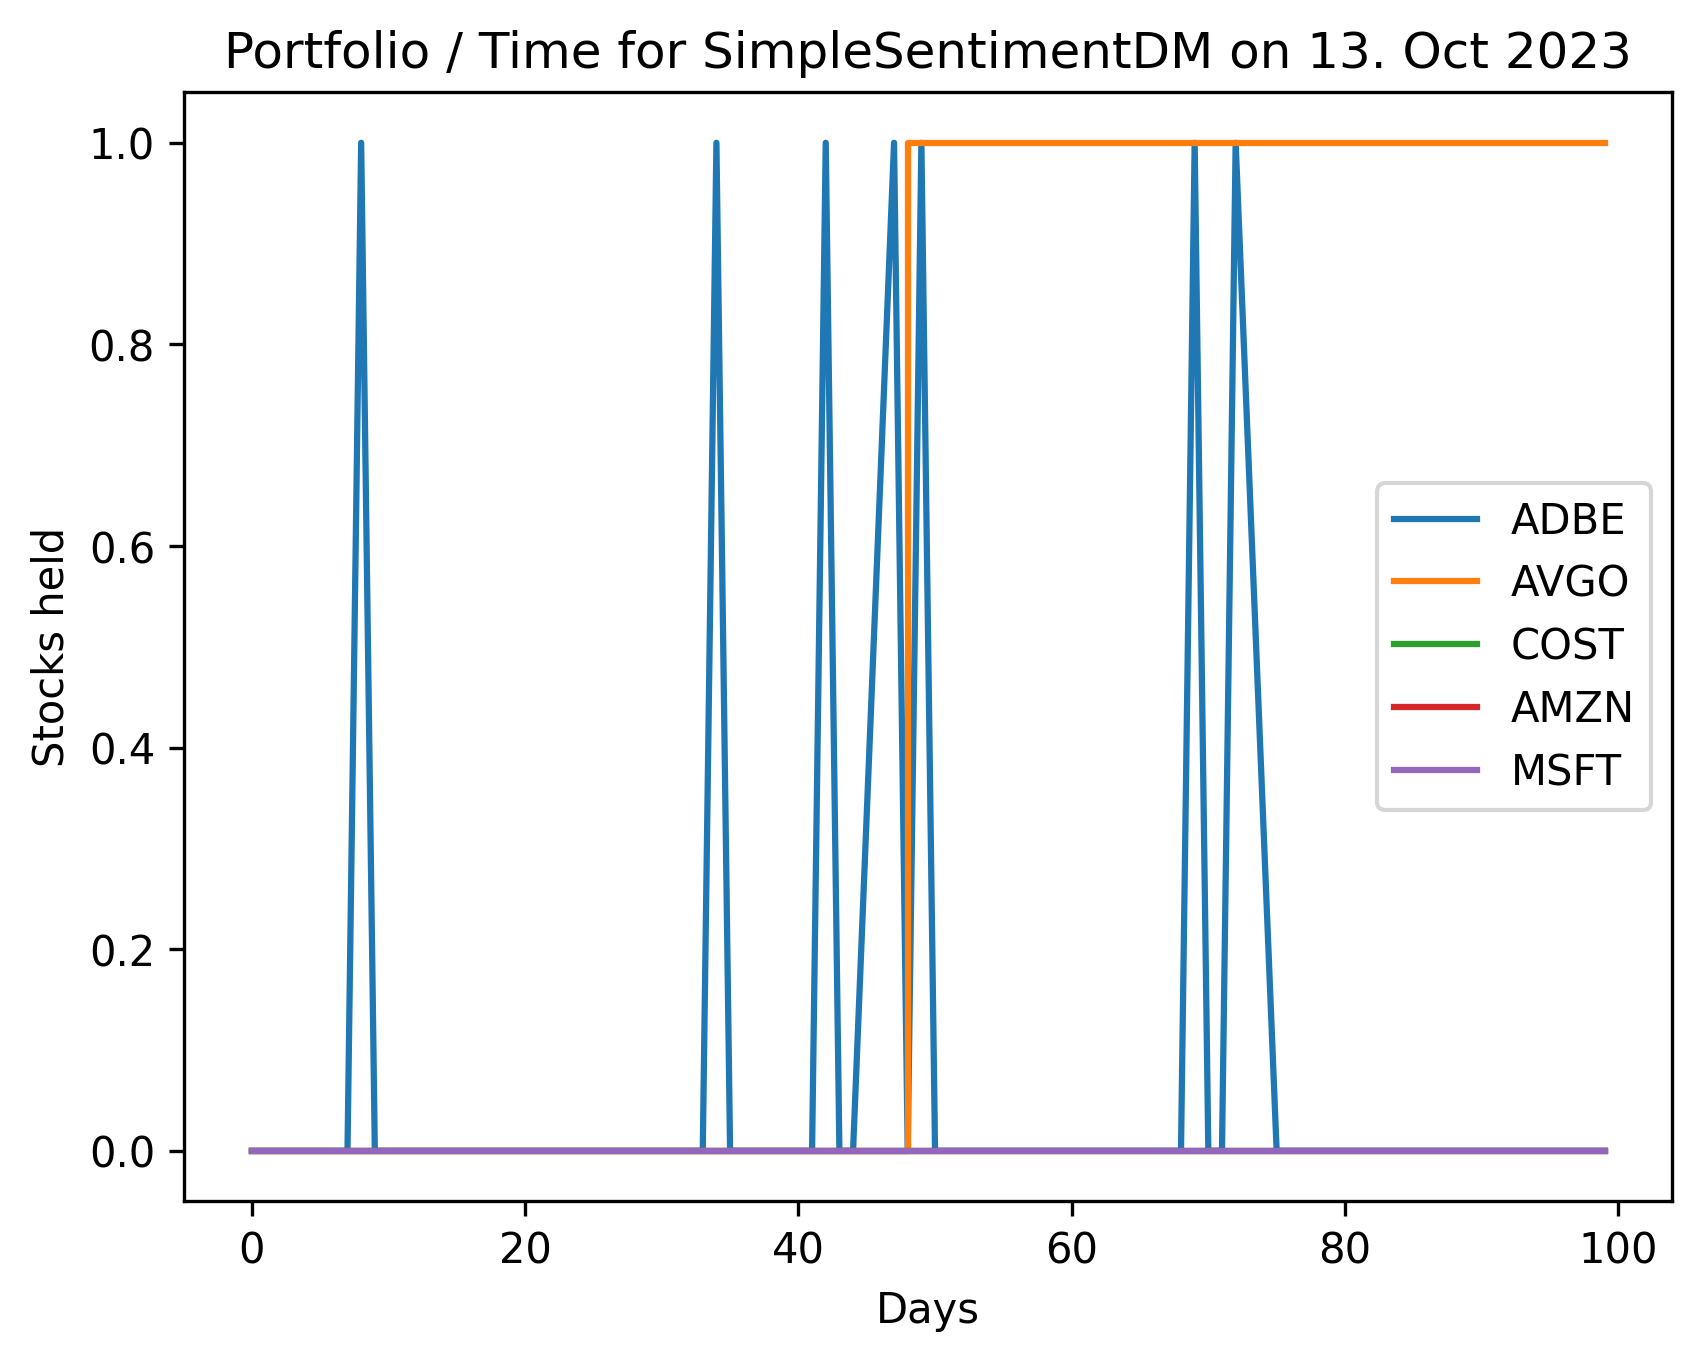 Portfolio / Time for SimpleSentimentDM on 13. Oct 2023
1.0
0.8
0.6
0.4
0.2
0.0
Stocks held
ADBE
AVGO
COST
AMZN
MSFT
0 20 40 60 80 100
Days